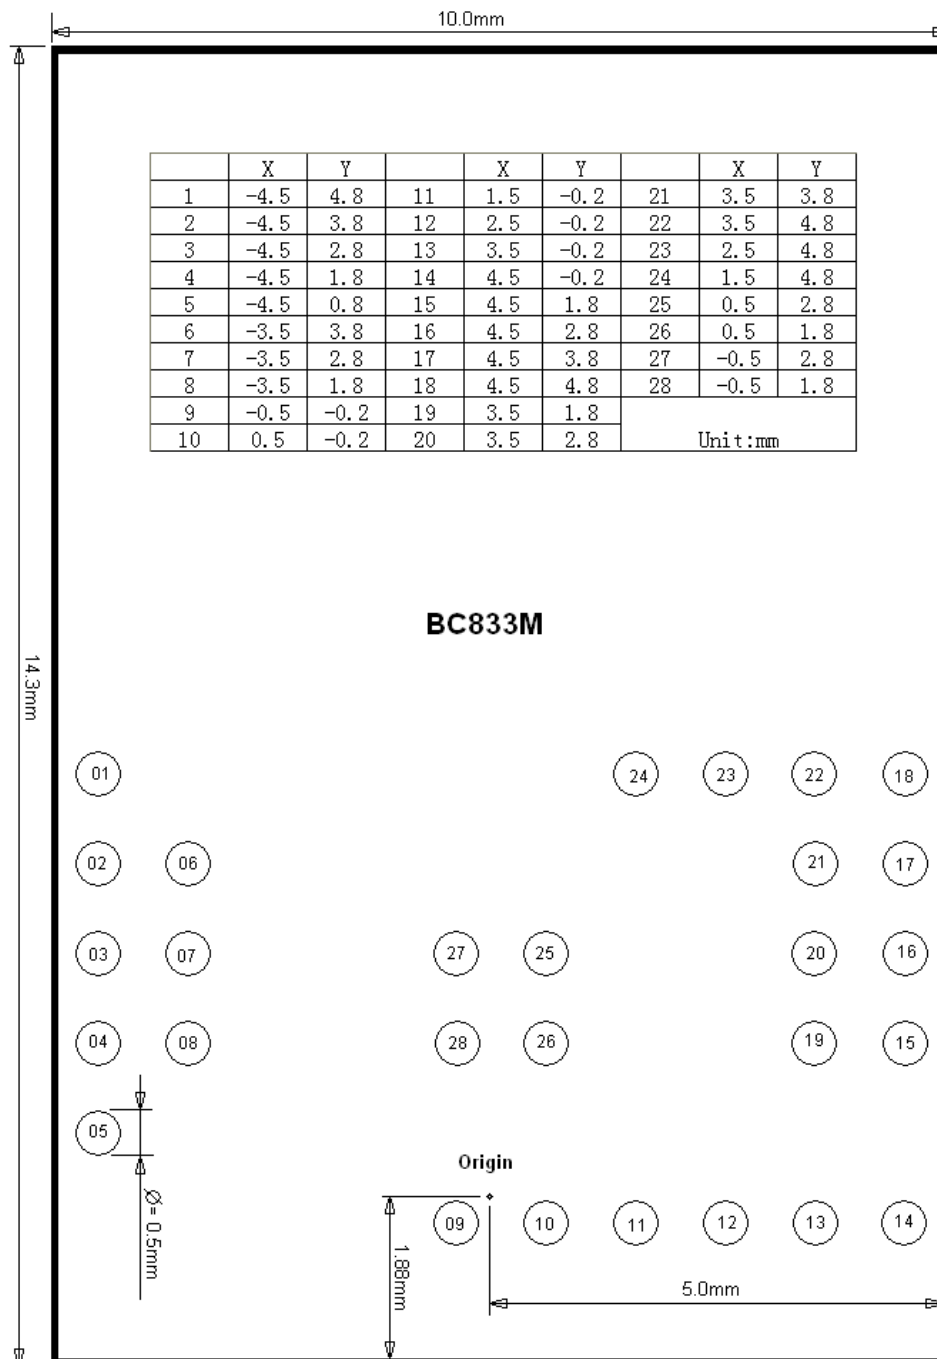 10.0mm
X Y X Y X Y
1 -4.5 4.8 11 1.5 -0.2 21 3.5 3.8
2 -4.5 3.8 12 2.5 -0.2 22 3.5 4.8
3 -4.5 2.8 13 3.5 -0.2 23 2.5 4.8
4 -4.5 1.8 14 4.5 -0.2 24 1.5 4.8
5 -4.5 0.8 15 4.5 1.8 25 0.5 2.8
6 -3.5 3.8 16 4.5 2.8 26 0.5 1.8
7 -3.5 2.8 17 4.5 3.8 27 -0.5 2.8
8 -3.5 1.8 18 4.5 4.8 28 -0.5 1.8
9 -0.5 -0.2 19 3.5 1.8
10 0.5 -0.2 20 3.5 2.8 Unit:mm
BC833M
14.3mm
01 24 23 22 18
02 06 21 17
03 07 27 25 20 16
04 08 28 26 19 15
05
Origin
Ø= 0.5mm
09 10 11 12 13 14
1.88mm
5.0mm